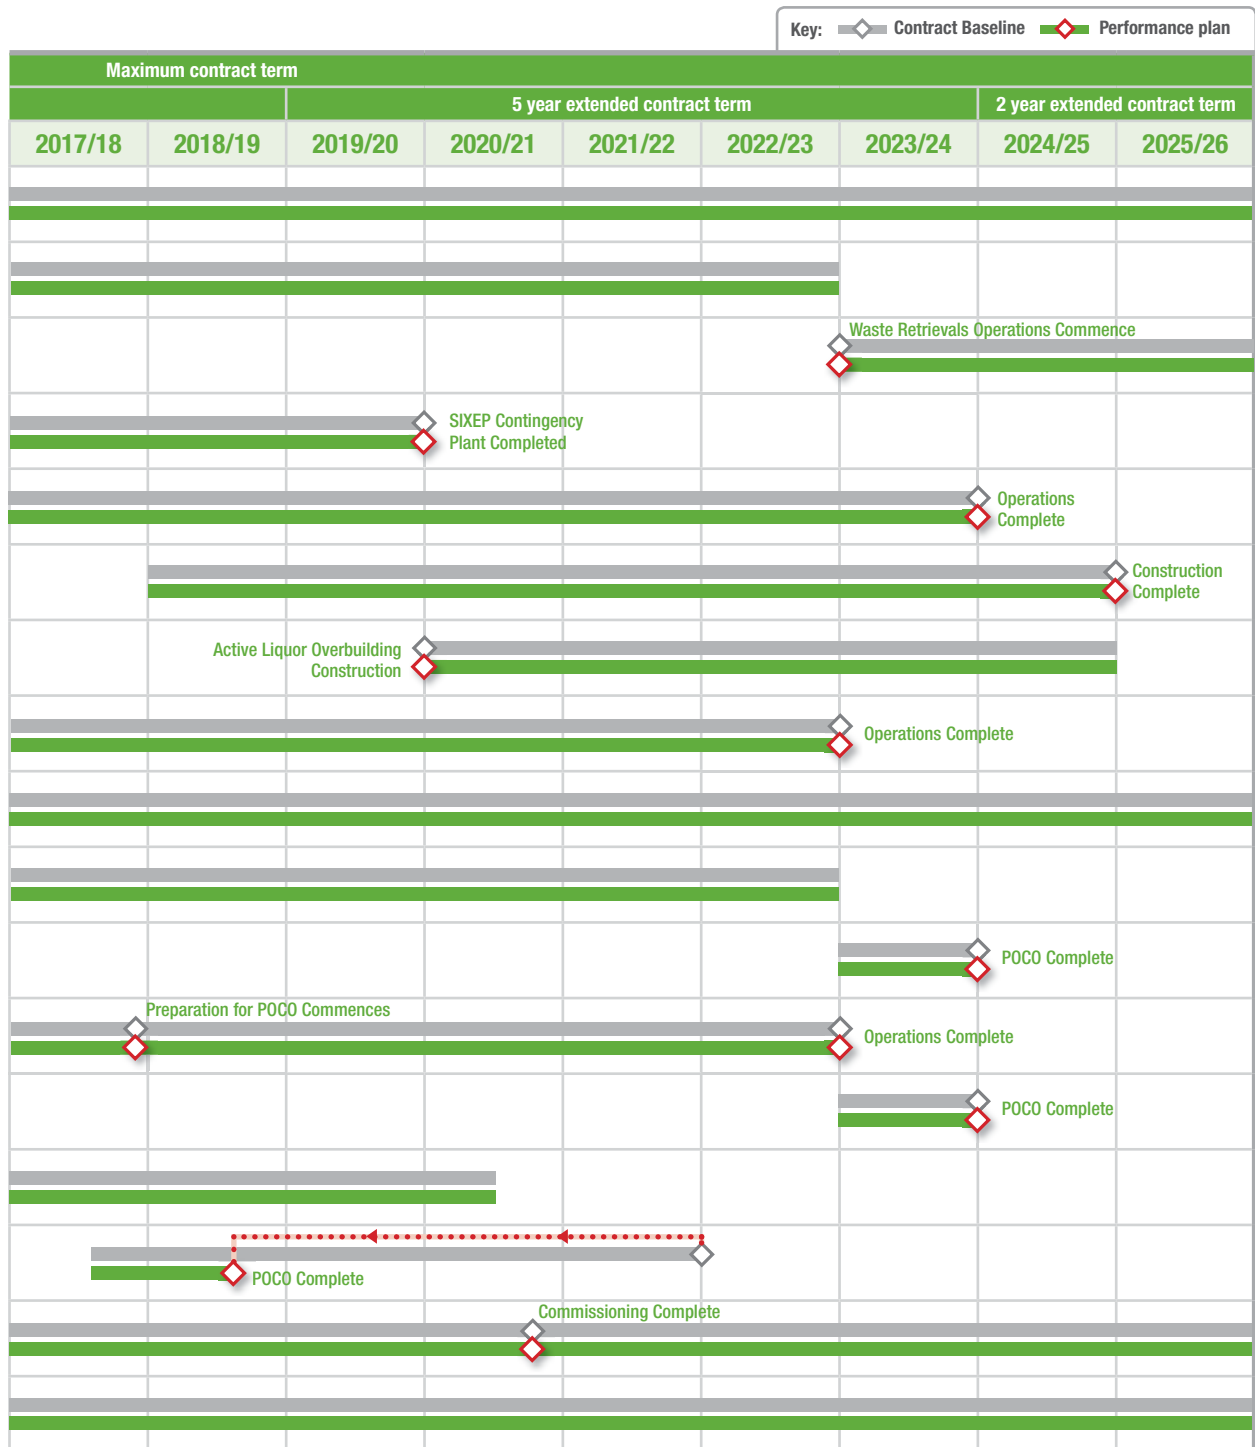 Key: Contract Baseline Performance plan
Maximum contract term
5 year extended contract term 2 year extended contract term
2017/18 2018/19 2019/20 2020/21 2021/22 2022/23 2023/24 2024/25 2025/26
Waste Retrievals Operations Commence
SIXEP Contingency
Plant Completed
Operations
Complete
Construction
Complete
Active Liquor Overbuilding
Construction
Operations Complete
POCO Complete
Preparation for POCO Commences
Operations Complete
POCO Complete
POCO Complete
Commissioning Complete